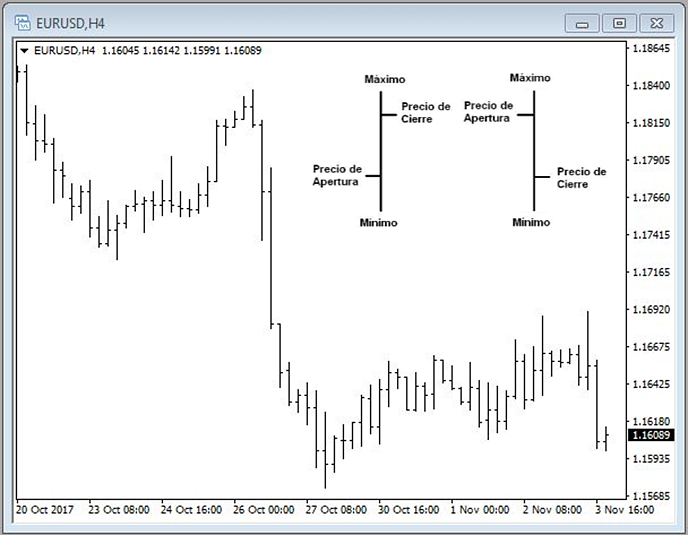 EURUSD,H4
EURUSD,H4 1.16045 1.16142 1.15991 1.16089
Máximo
Precio de
Cierre
Precio de
Apertura
Mínimo
Máximo
Precio de
Apertura
Precio de
Cierre
Mínimo
1.18645
1.18400
1.18150
1.17905
1.17660
1.17415
1.17165
1.16920
1.16675
1.16425
1.16180
1.16089
1.15935
1.15685
20 Oct 2017 23 Oct 08:00 24 Oct 16:00 26 Oct 00:00 27 Oct 08:00 30 Oct 16:00 1 Nov 00:00 2 Nov 08:00 3 Nov 16:00